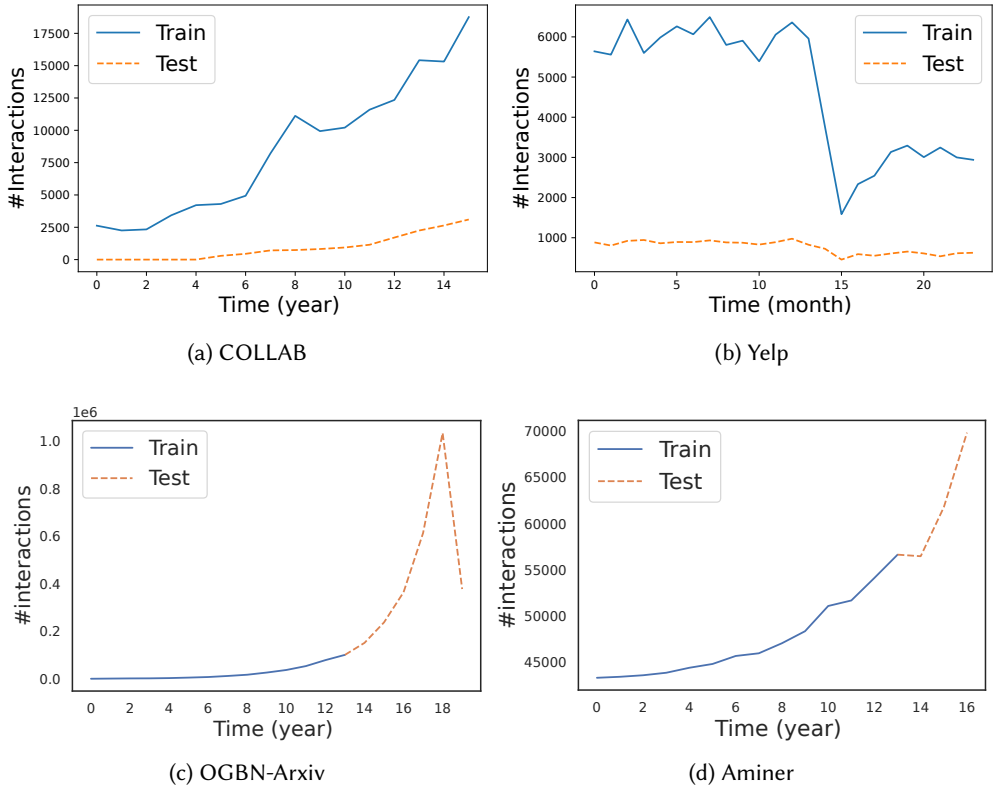 Train
Test
17500
15000
12500
10000
7500
5000
2500
0
#Interactions
0 2 4 6 8 10 12 14
Time (year)
(a) COLLAB
Train
Test
6000
5000
4000
3000
2000
1000
#Interactions
0 5 10 15 20
Time (month)
(b) Yelp
1e6
Train
Test
1.0
0.8
0.6
0.4
0.2
0.0
#interactions
0 2 4 6 8 10 12 14 16 18
Time (year)
(c) OGBN-Arxiv
Train
Test
70000
65000
60000
55000
50000
45000
#interactions
0 2 4 6 8 10 12 14 16
Time (year)
(d) Aminer